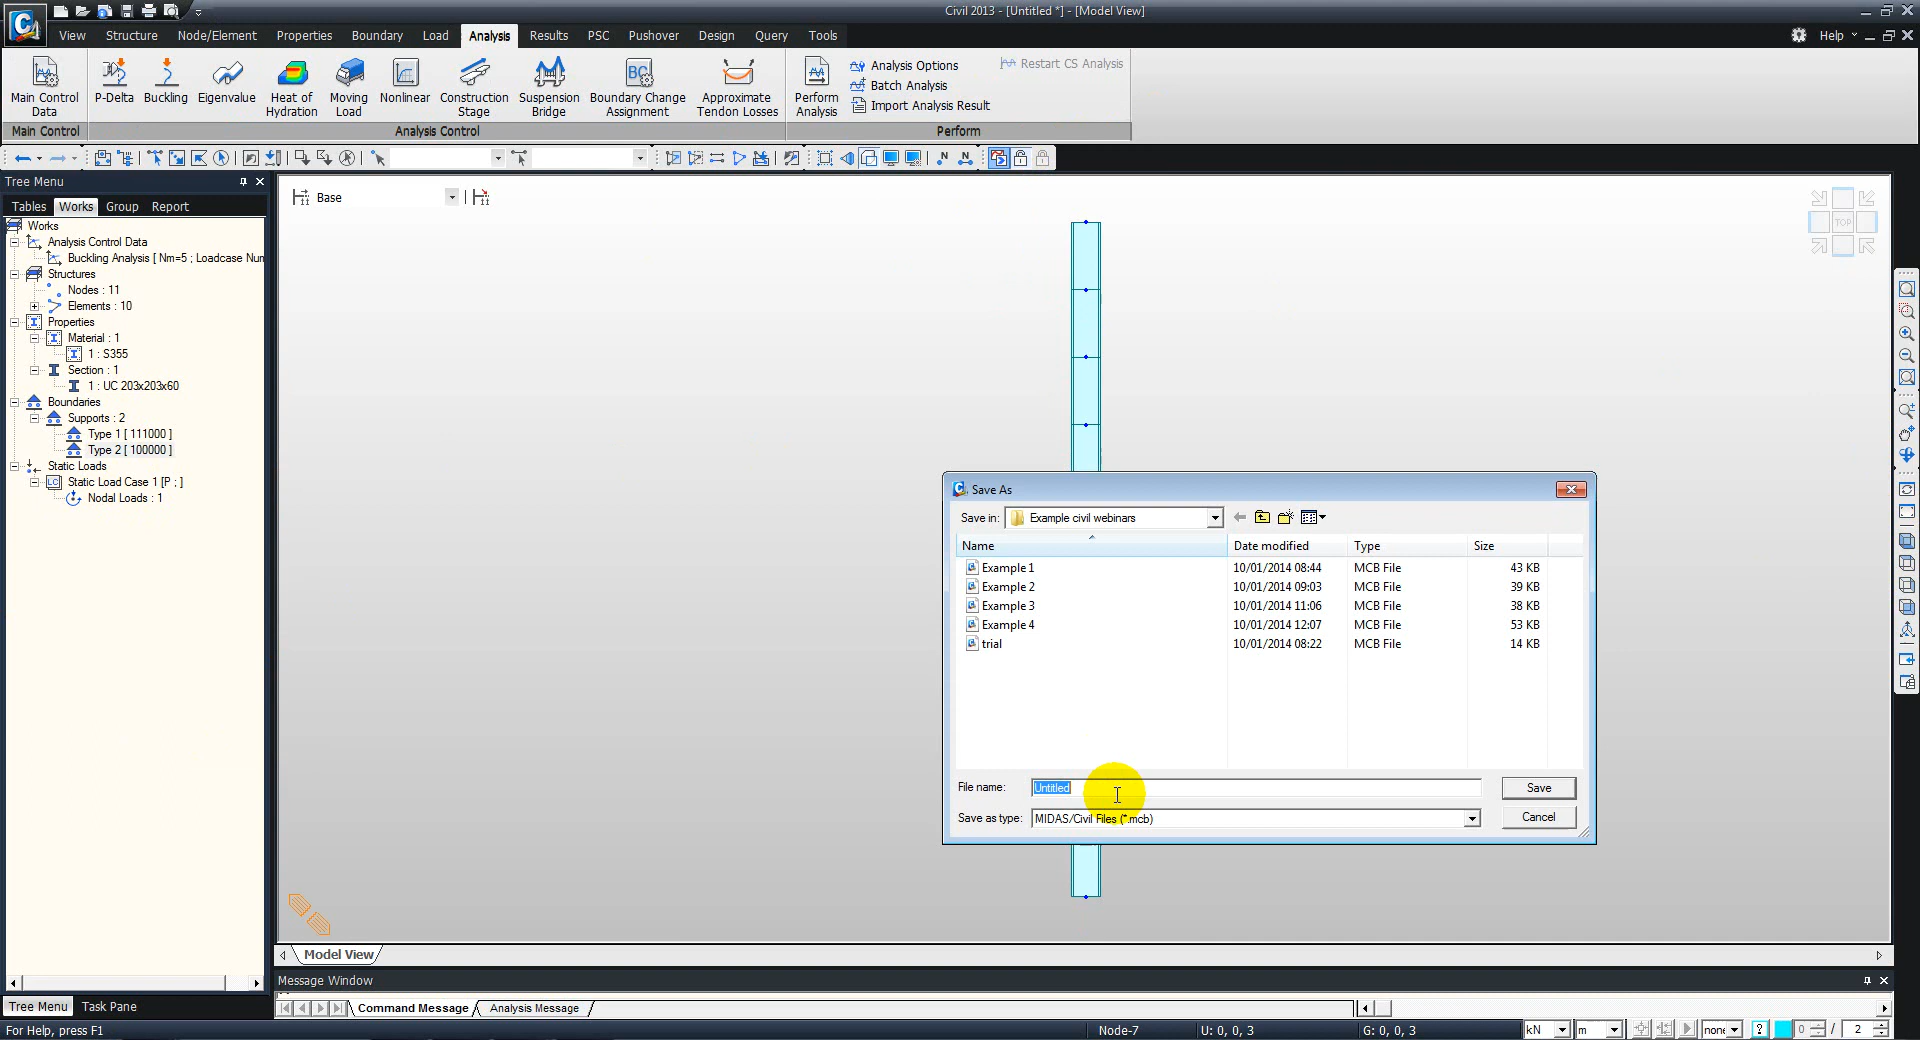 Civil 2013 - [Untitled *] - [Model View]
View Structure Node/Element Properties Boundary Load Analysis Results PSC Pushover Design Query Tools Help
Main Control Data
P-Delta
Buckling
Eigenvalue
Heat of Hydration
Moving Load
Nonlinear
Construction Stage
Suspension Bridge
Boundary Change Assignment
Approximate Tendon Losses
Perform Analysis
Analysis Options
Batch Analysis
Import Analysis Result
Restart CS Analysis
Main Control Analysis Control Perform
Tree Menu
Tables Works Group Report
Works
Analysis Control Data
Buckling Analysis [ Nm=5 ; Loadcase Num
Structures
Nodes : 11
Elements : 10
Properties
Material : 1
1 : S355
Section : 1
1 : UC 203x203x60
Boundaries
Supports : 2
Type 1 [ 111000 ]
Type 2 [ 100000 ]
Static Loads
Static Load Case 1 [P ; ]
Nodal Loads : 1
Base
TOP
Save As
Save in: Example civil webinars
Name Date modified Type Size
Example 1 10/01/2014 08:44 MCB File 43 KB
Example 2 10/01/2014 09:03 MCB File 39 KB
Example 3 10/01/2014 11:06 MCB File 38 KB
Example 4 10/01/2014 12:07 MCB File 53 KB
trial 10/01/2014 08:22 MCB File 14 KB
File name: Untitled Save
Save as type: MIDAS/Civil Files (*.mcb) Cancel
Model View
Message Window
Tree Menu Task Pane
Command Message Analysis Message
For Help, press F1 Node-7 U: 0, 0, 3 G: 0, 0, 3 kN m none ? 0 / 2